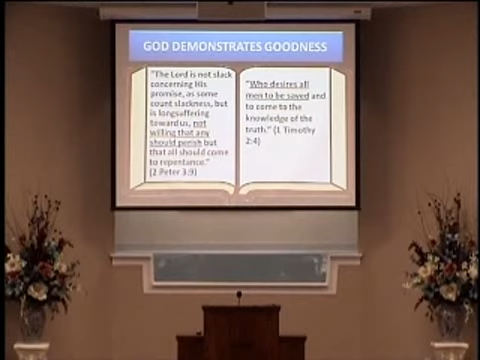 GOD DEMONSTRATES GOODNESS
"The Lord is not slack
concerning His
promise, as some
count slackness, but
is longsuffering
toward us, not
willing that any
should perish but
that all should come
to repentance."
(2 Peter 3:9)
"Who desires all
men to be saved and
to come to the
knowledge of the
truth." (1 Timothy
2:4)